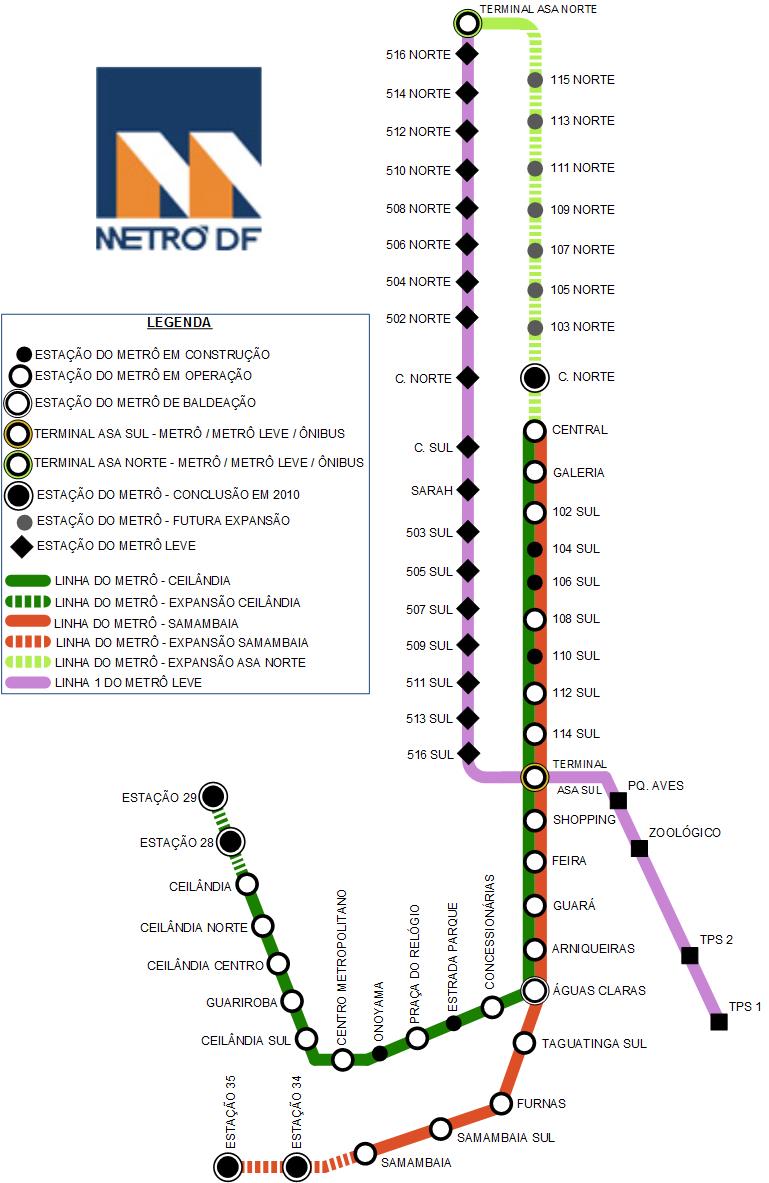 TERMINAL ASA NORTE
516 NORTE
514 NORTE
512 NORTE
510 NORTE
508 NORTE
506 NORTE
504 NORTE
502 NORTE
C. NORTE
C. SUL
SARAH
503 SUL
505 SUL
507 SUL
509 SUL
511 SUL
513 SUL
516 SUL
115 NORTE
113 NORTE
111 NORTE
109 NORTE
107 NORTE
105 NORTE
103 NORTE
C. NORTE
CENTRAL
GALERIA
102 SUL
104 SUL
106 SUL
108 SUL
110 SUL
112 SUL
114 SUL
TERMINAL
ASA SUL
SHOPPING
FEIRA
GUARÁ
ARNIQUEIRAS
ÁGUAS CLARAS
TAGUATINGA SUL
FURNAS
SAMAMBAIA SUL
SAMAMBAIA
ESTAÇÃO 34
ESTAÇÃO 35
PQ. AVES
ZOOLÓGICO
TPS 2
TPS 1
METRÔ DF
LEGENDA
ESTAÇÃO DO METRÔ EM CONSTRUÇÃO
ESTAÇÃO DO METRÔ EM OPERAÇÃO
ESTAÇÃO DO METRÔ DE BALDEAÇÃO
TERMINAL ASA SUL - METRÔ / METRÔ LEVE / ÔNIBUS
TERMINAL ASA NORTE - METRÔ / METRÔ LEVE / ÔNIBUS
ESTAÇÃO DO METRÔ - CONCLUSÃO EM 2010
ESTAÇÃO DO METRÔ - FUTURA EXPANSÃO
ESTAÇÃO DO METRÔ LEVE
LINHA DO METRÔ - CEILÂNDIA
LINHA DO METRÔ - EXPANSÃO CEILÂNDIA
LINHA DO METRÔ - SAMAMBAIA
LINHA DO METRÔ - EXPANSÃO SAMAMBAIA
LINHA DO METRÔ - EXPANSÃO ASA NORTE
LINHA 1 DO METRÔ LEVE
ESTAÇÃO 29
ESTAÇÃO 28
CEILÂNDIA
CEILÂNDIA NORTE
CEILÂNDIA CENTRO
GUARIROBA
CEILÂNDIA SUL
CENTRO METROPOLITANO
ONOYAMA
PRAÇA DO RELÓGIO
ESTRADA PARQUE
CONCESSIONÁRIAS